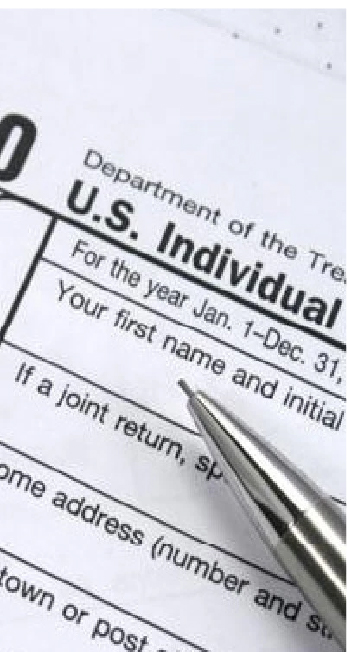 0
Department of the Tre
U.S. Individual
For the year Jan. 1–Dec. 31,
Your first name and initial
If a joint return, sp
ome address (number and st
town or post